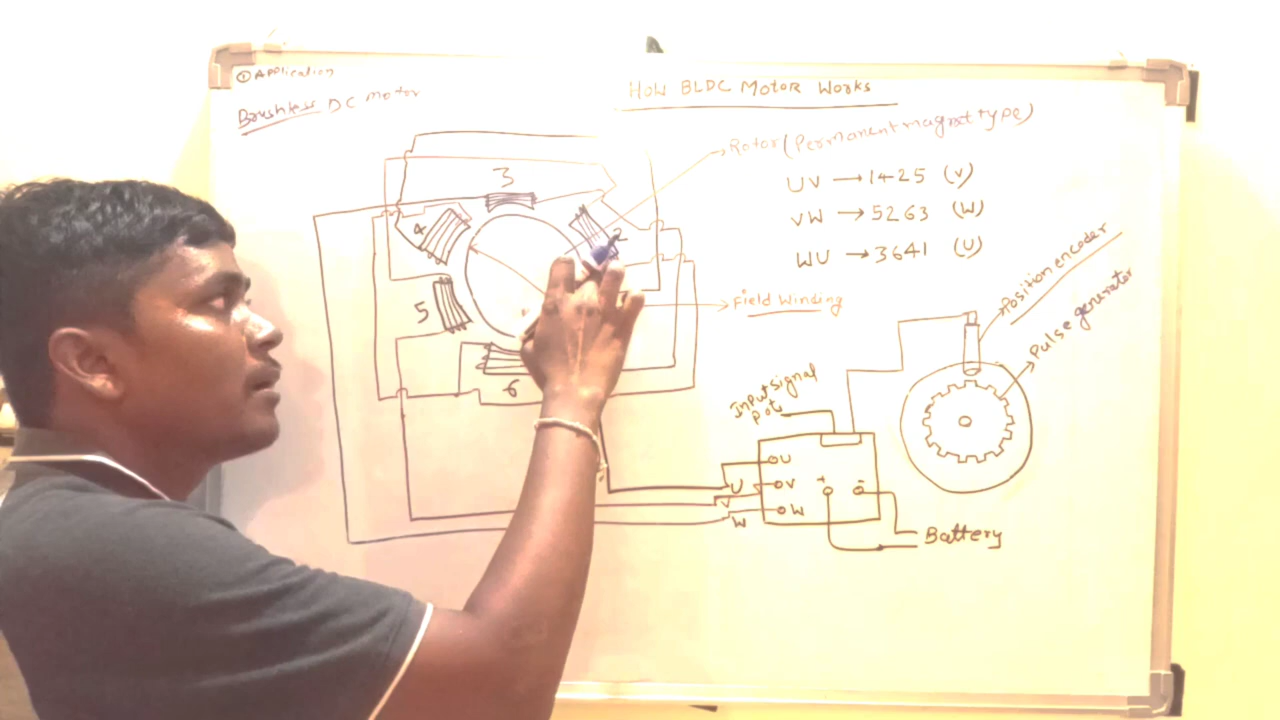 ① Application
Brushless DC motor
How BLDC Motor Works
Rotor (Permanent magnet type)
UV → 1425 (V)
VW → 5263 (W)
WU → 3641 (U)
3
4
2
5
6
Field Winding
Position encoder
Pulse generator
Input signal
pot
U
V
W
+
-
U
V
W
Battery